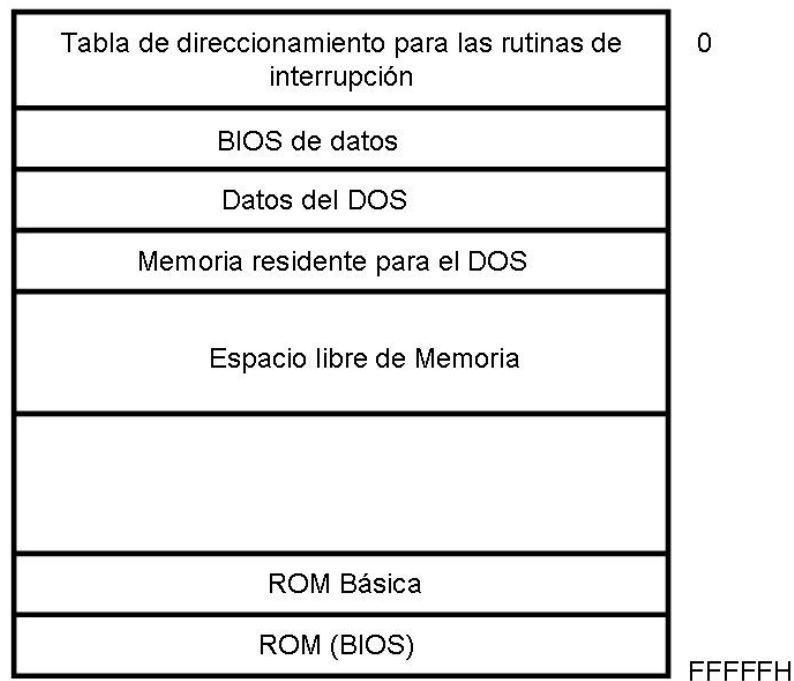 Tabla de direccionamiento para las rutinas de
interrupción
0
BIOS de datos
Datos del DOS
Memoria residente para el DOS
Espacio libre de Memoria
ROM Básica
ROM (BIOS)
FFFFFH